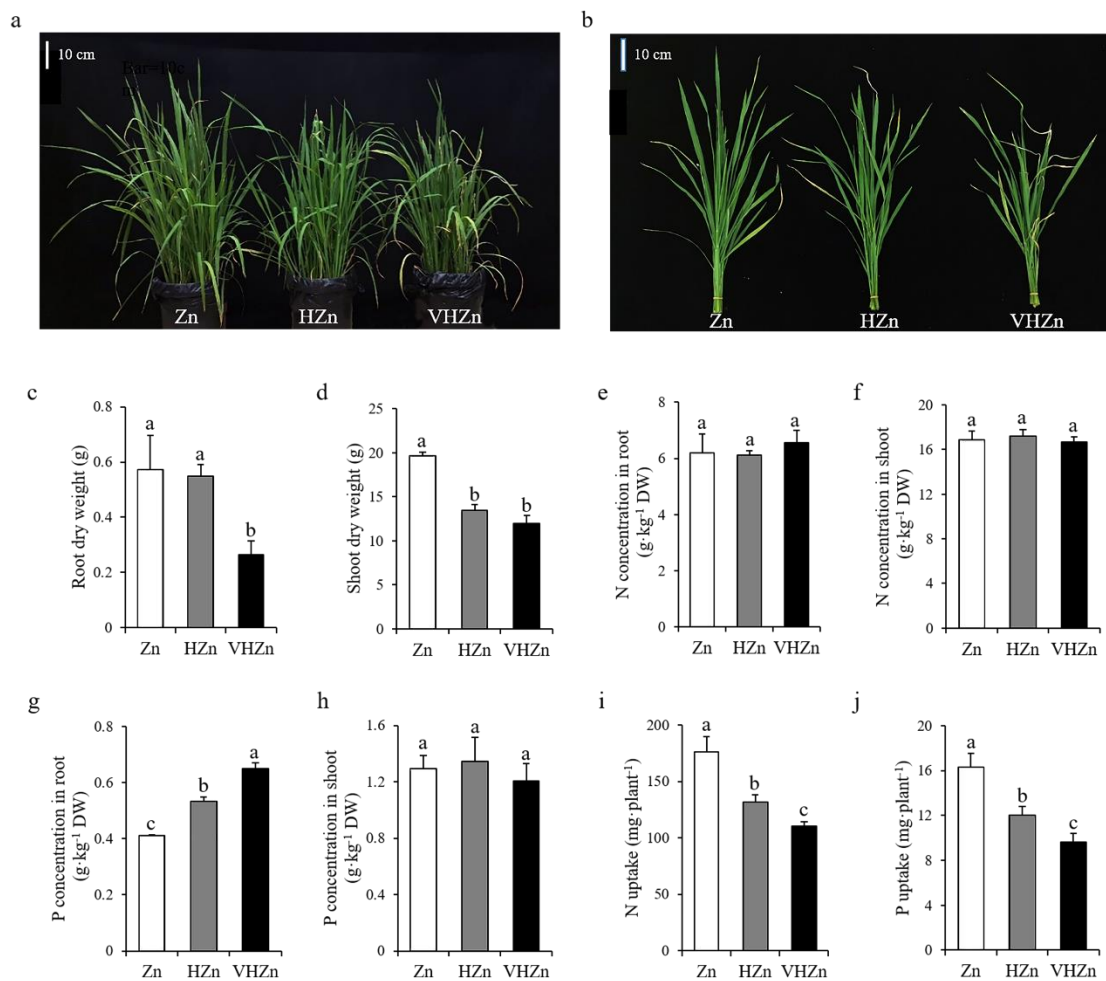 a
b
10 cm
10 cm
Zn
HZn
VHZn
Zn
HZn
VHZn
c
d
e
f
Root dry weight (g)
0.8
0.6
0.4
0.2
0
a
a
b
Zn
HZn
VHZn
Shoot dry weight (g)
25
20
15
10
5
0
a
b
b
Zn
HZn
VHZn
N concentration in root
(g·kg⁻¹ DW)
8
6
4
2
0
a
a
a
Zn
HZn
VHZn
N concentration in shoot
(g·kg⁻¹ DW)
20
16
12
8
4
0
a
a
a
Zn
HZn
VHZn
g
h
i
j
P concentration in root
(g·kg⁻¹ DW)
0.8
0.6
0.4
0.2
0
c
b
a
Zn
HZn
VHZn
P concentration in shoot
(g·kg⁻¹ DW)
1.6
1.2
0.8
0.4
0
a
a
a
Zn
HZn
VHZn
N uptake (mg·plant⁻¹)
200
150
100
50
0
a
b
c
Zn
HZn
VHZn
P uptake (mg·plant⁻¹)
20
16
12
8
4
0
a
b
c
Zn
HZn
VHZn